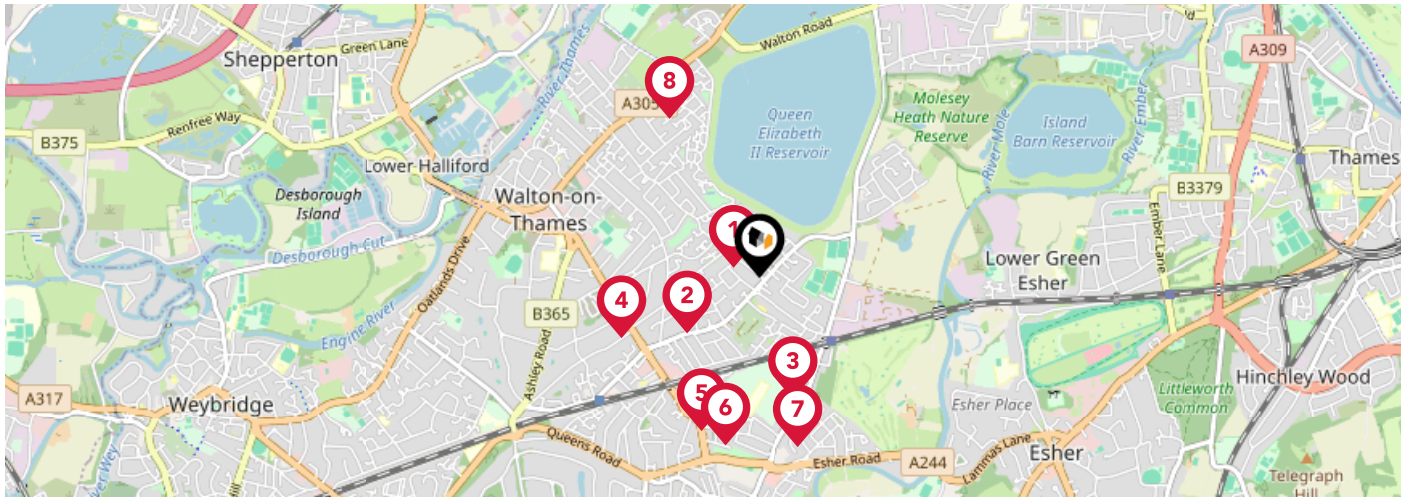 Walton Road
Shepperton
Green Lane
River Thames
A309
8
Molesey
Heath Nature
Reserve
Queen
Elizabeth
II Reservoir
River Ember
B375
Renfree Way
River Mole
Island
Barn Reservoir
Thames
Lower Halliford
B3379
Desborough
Island
Walton-on-
Thames
Ember Lane
1
Desborough Cut
Oatlands Drive
Lower Green
Esher
4
2
B365
Engine River
Ashley Road
3
A317
Weybridge
5
6
7
Esher Place
Littleworth
Common
Hinchley Wood
Queens Road
Esher Road
A244
Lammas Lane
Esher
River Wey
Telegraph
Hill